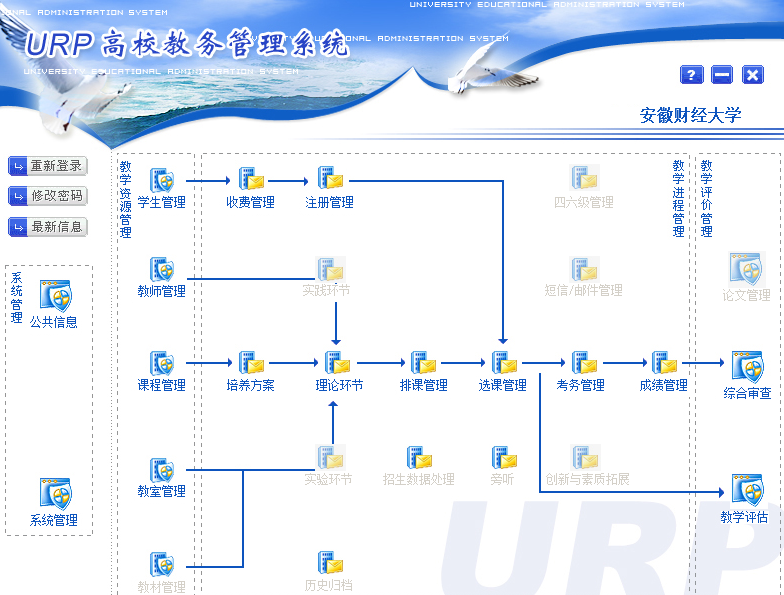 UNIVERSITY EDUCATIONAL ADMINISTRATION SYSTEM
ONAL ADMINISTRATION SYSTEM
URP 高校教务管理系统
ONAL ADMINISTRATION SYSTEM
UNIVERSITY EDUCATIONAL ADMINISTRATION SYSTEM
?
安徽财经大学
重新登录
修改密码
最新信息
系统管理
公共信息
系统管理
教学资源管理
学生管理
收费管理
注册管理
四六级管理
教学进程管理
教学评价管理
教师管理
实践环节
短信/邮件管理
论文管理
课程管理
培养方案
理论环节
排课管理
选课管理
考务管理
成绩管理
综合审查
教室管理
实验环节
招生数据处理
旁听
创新与素质拓展
教学评估
教材管理
历史归档
URP